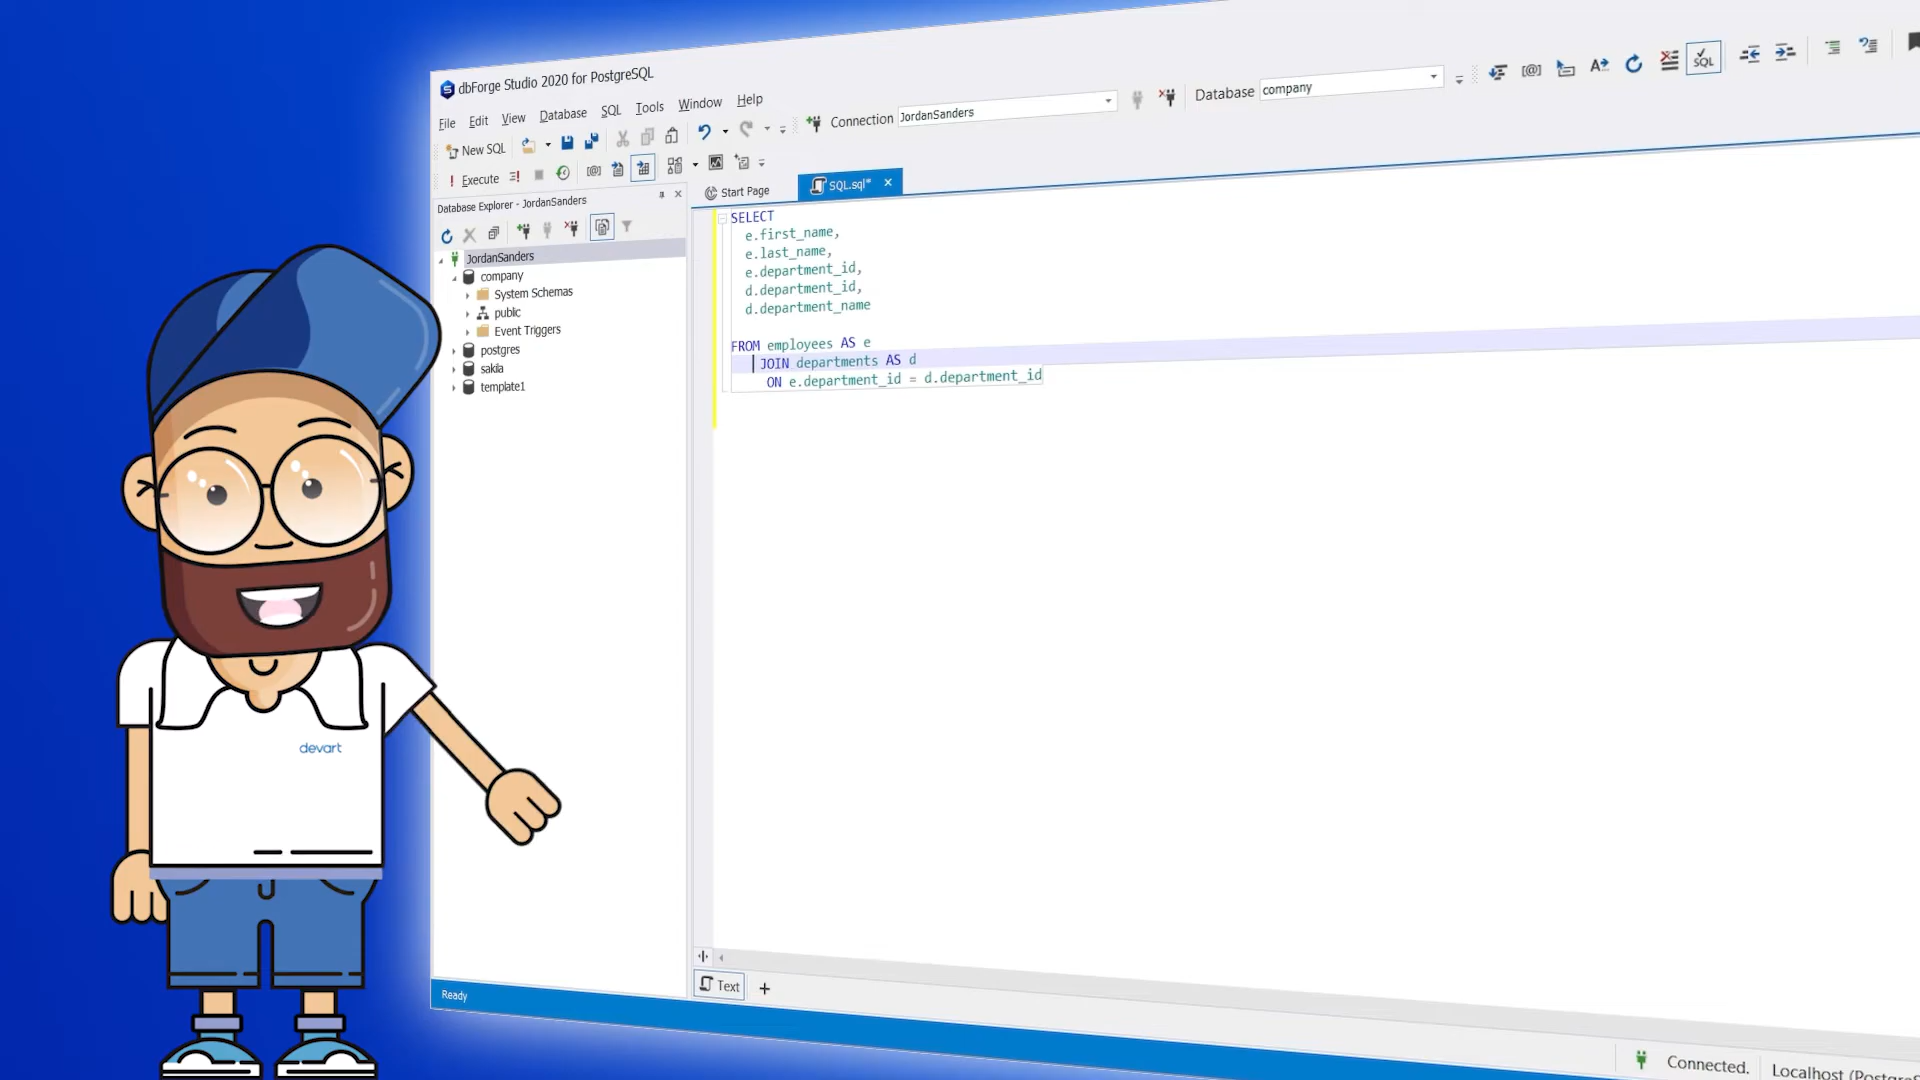 dbForge Studio 2020 for PostgreSQL
File Edit View Database SQL Tools Window Help
New SQL
Connection JordanSanders
Database company
Execute
Database Explorer - JordanSanders
Start Page
SQL.sql*
JordanSanders
company
System Schemas
public
Event Triggers
postgres
sakila
template1
SELECT
e.first_name,
e.last_name,
e.department_id,
d.department_id,
d.department_name
FROM employees AS e
JOIN departments AS d
ON e.department_id = d.department_id
devart
Text
Ready
Connected.
Localhost